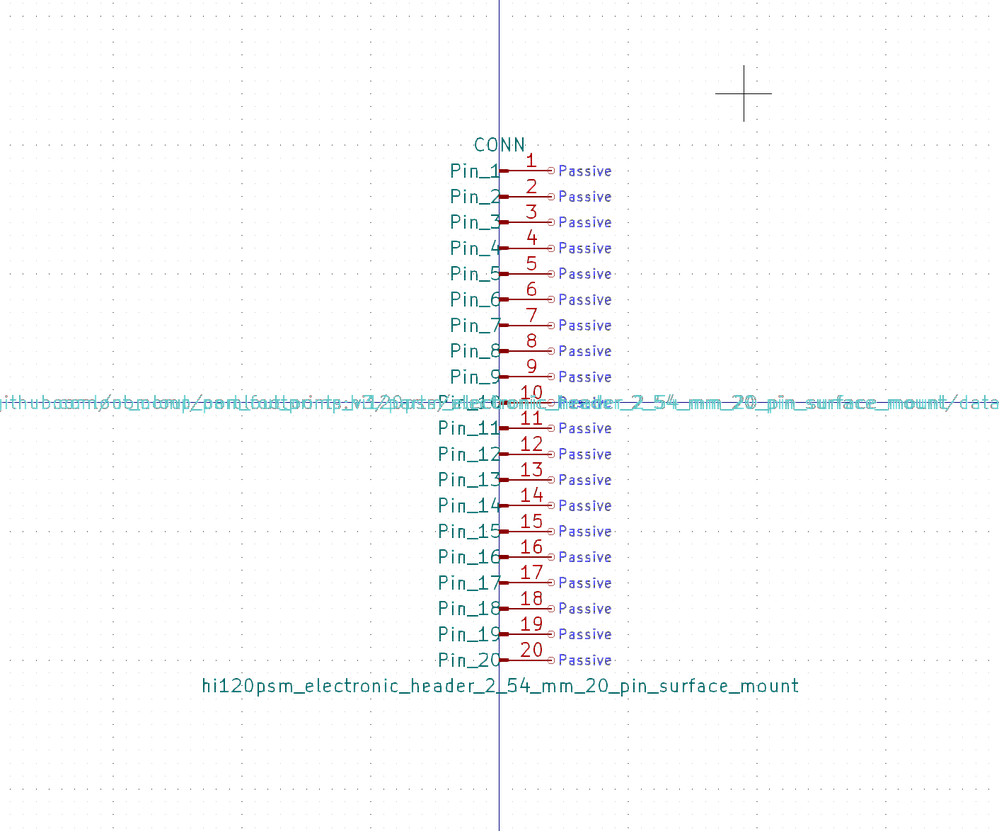 CONN
Pin_1 1 Passive
Pin_2 2 Passive
Pin_3 3 Passive
Pin_4 4 Passive
Pin_5 5 Passive
Pin_6 6 Passive
Pin_7 7 Passive
Pin_8 8 Passive
Pin_9 9 Passive
10
Pin_11 11 Passive
Pin_12 12 Passive
Pin_13 13 Passive
Pin_14 14 Passive
Pin_15 15 Passive
Pin_16 16 Passive
Pin_17 17 Passive
Pin_18 18 Passive
Pin_19 19 Passive
Pin_20 20 Passive
hi120psm_electronic_header_2_54_mm_20_pin_surface_mount